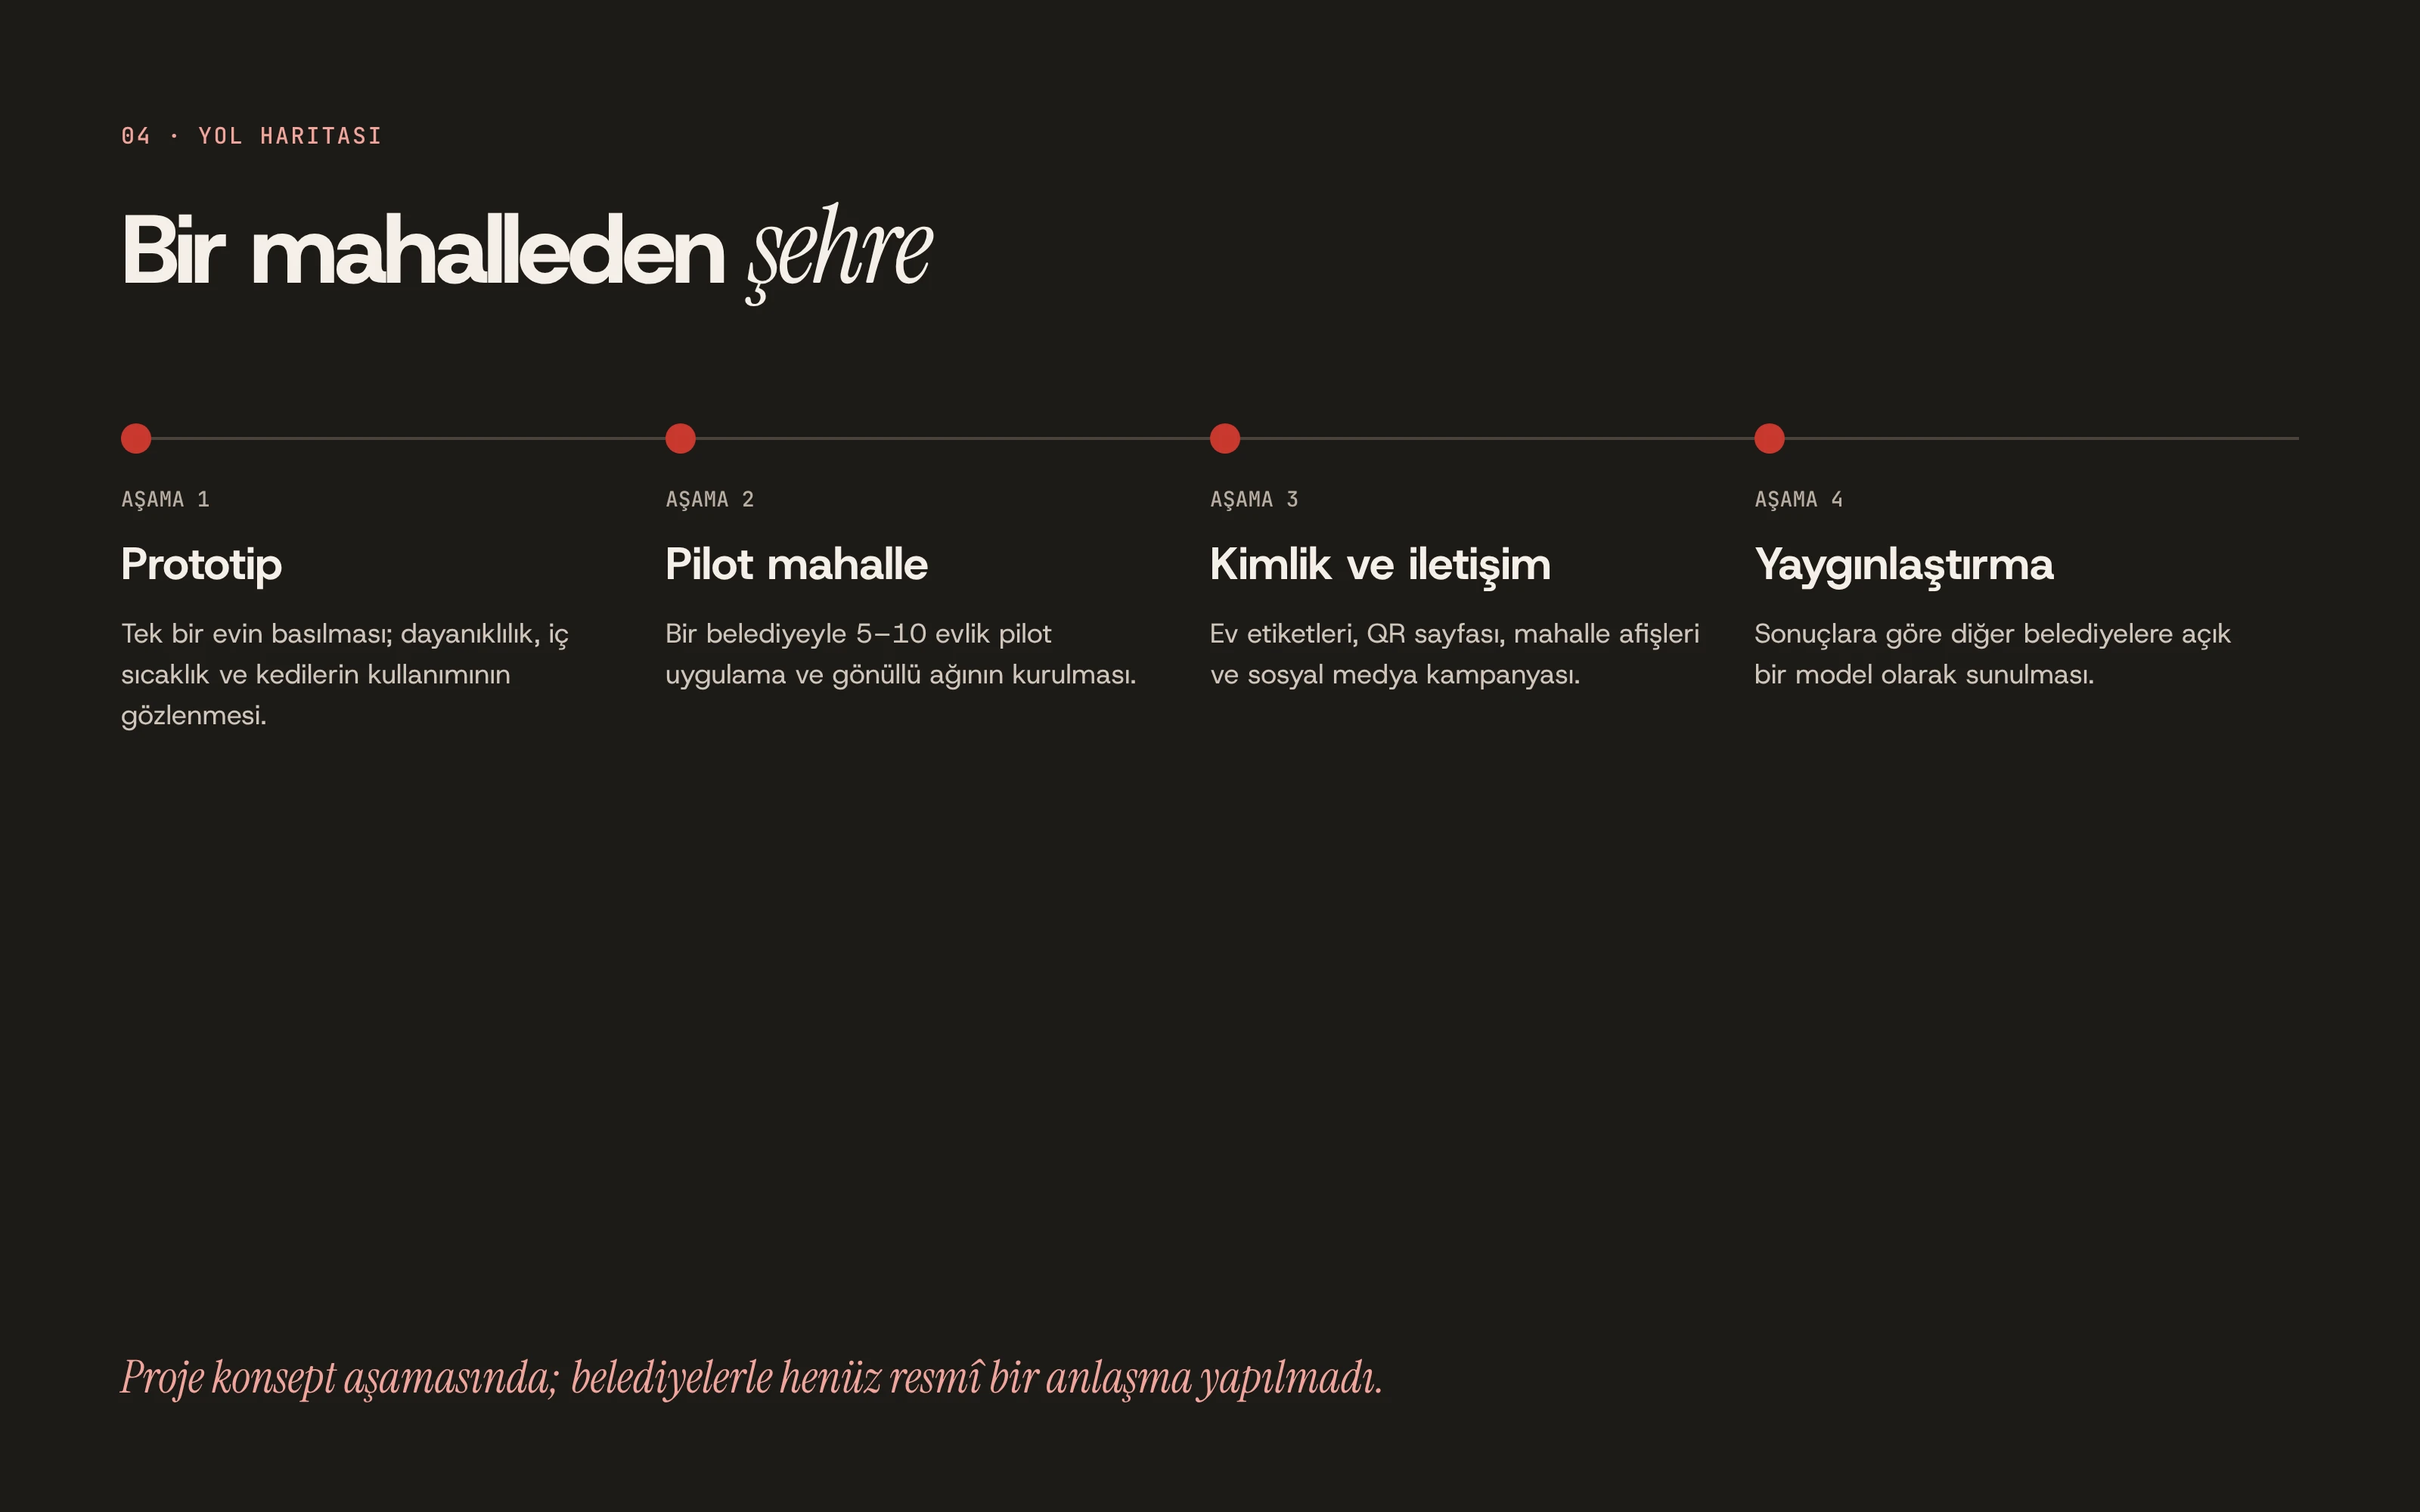 04 · YOL HARITASI
Bir mahalleden şehre
AŞAMA 1
Prototip
Tek bir evin basılması; dayanıklılık, iç
sıcaklık ve kedilerin kullanımının
gözlenmesi.
AŞAMA 2
Pilot mahalle
Bir belediyeyle 5–10 evlik pilot
uygulama ve gönüllü ağının kurulması.
AŞAMA 3
Kimlik ve iletişim
Ev etiketleri, QR sayfası, mahalle afişleri
ve sosyal medya kampanyası.
AŞAMA 4
Yaygınlaştırma
Sonuçlara göre diğer belediyelere açık
bir model olarak sunulması.
Proje konsept aşamasında; belediyelerle henüz resmî bir anlaşma yapılmadı.